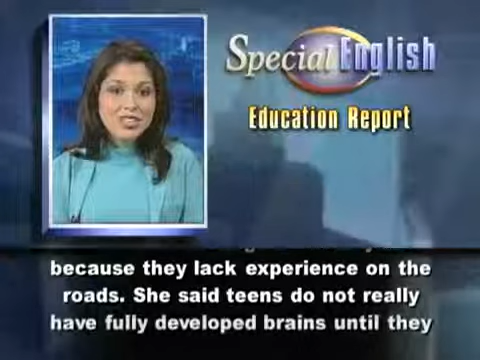 Special English
Education Report
because they lack experience on the
roads. She said teens do not really
have fully developed brains until they